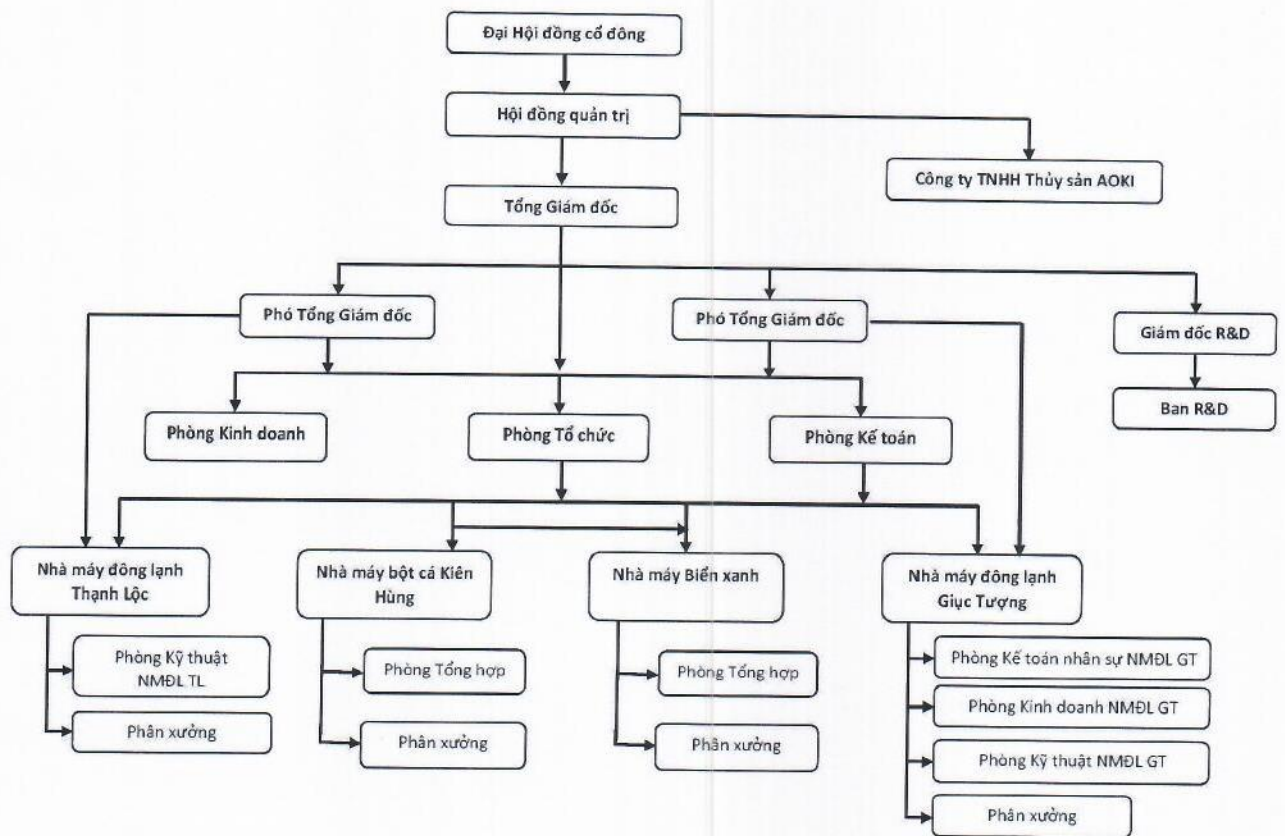 Đại Hội đồng cổ đông
Hội đồng quản trị
Công ty TNHH Thủy sản AOKI
Tổng Giám đốc
Phó Tổng Giám đốc
Phó Tổng Giám đốc
Giám đốc R&D
Ban R&D
Phòng Kinh doanh
Phòng Tổ chức
Phòng Kế toán
Nhà máy đông lạnh
Thạnh Lộc
Nhà máy bột cá Kiên
Hùng
Nhà máy Biển xanh
Nhà máy đông lạnh
Giục Tượng
Phòng Kỹ thuật
NMĐL TL
Phân xưởng
Phòng Tổng hợp
Phân xưởng
Phòng Tổng hợp
Phân xưởng
Phòng Kế toán nhân sự NMĐL GT
Phòng Kinh doanh NMĐL GT
Phòng Kỹ thuật NMĐL GT
Phân xưởng